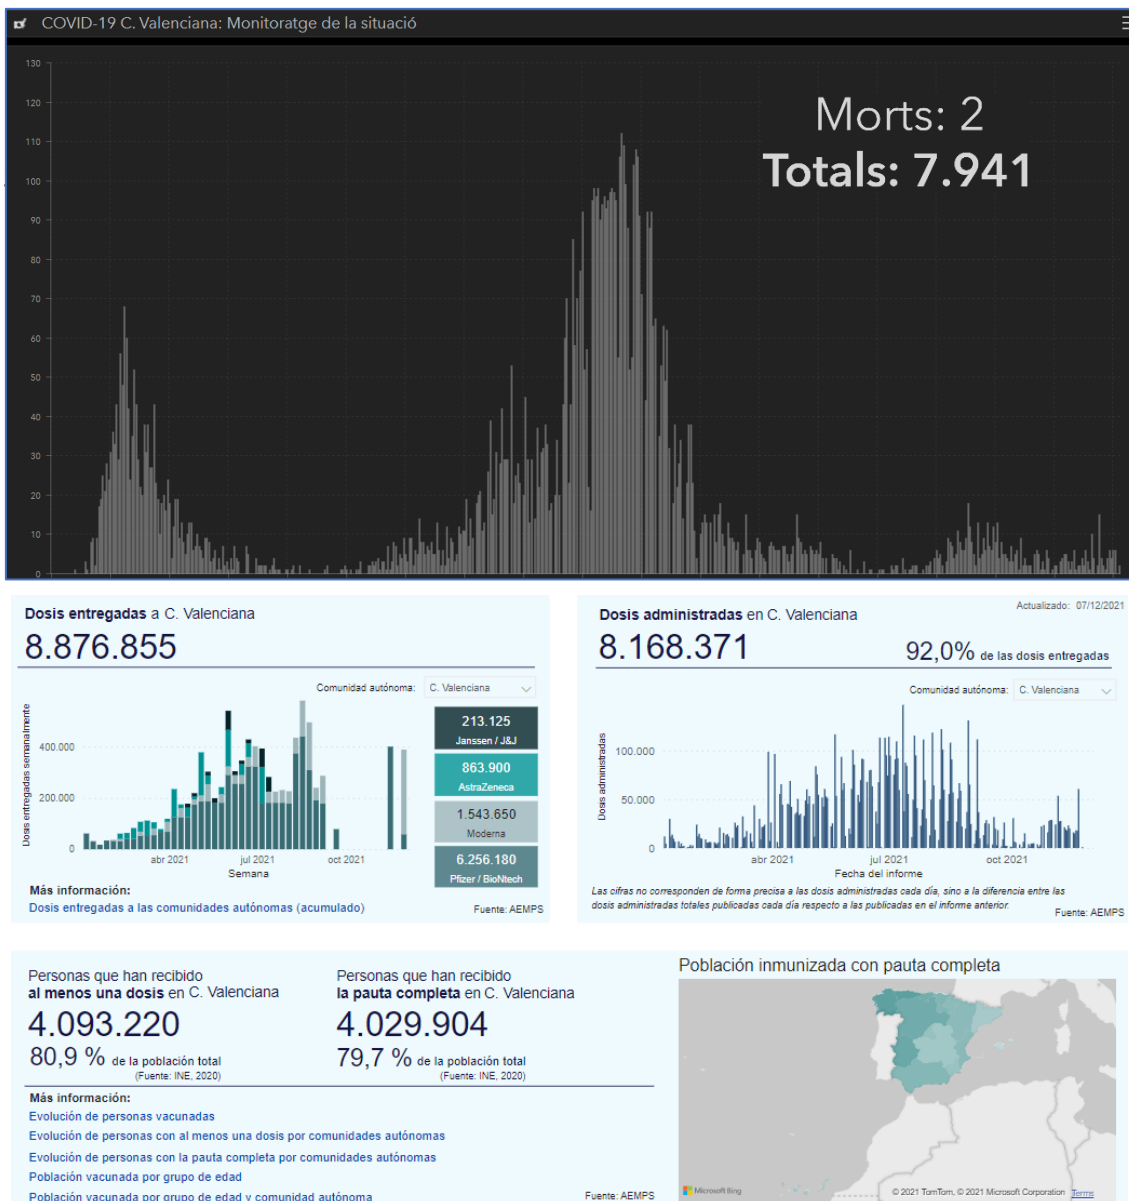 COVID-19 C. Valenciana: Monitoratge de la situació
130
120
110
100
90
80
70
60
50
40
30
20
10
0
Morts: 2
Totals: 7.941
Dosis entregadas a C. Valenciana
8.876.855
Comunidad autónoma: C. Valenciana
Dosis entregadas semanalmente
400.000
200.000
0
abr 2021 jul 2021 oct 2021
Semana
213.125
Janssen / J&J
863.900
AstraZeneca
1.543.650
Moderna
6.256.180
Pfizer / BioNtech
Más información:
Dosis entregadas a las comunidades autónomas (acumulado)
Fuente: AEMPS
Actualizado: 07/12/2021
Dosis administradas en C. Valenciana
8.168.371
92,0% de las dosis entregadas
Comunidad autónoma: C. Valenciana
Dosis administradas
100.000
50.000
0
abr 2021 jul 2021 oct 2021
Fecha del informe
Las cifras no corresponden de forma precisa a las dosis administradas cada día, sino a la diferencia entre las
dosis administradas totales publicadas cada día respecto a las publicadas en el informe anterior.
Fuente: AEMPS
Personas que han recibido
al menos una dosis en C. Valenciana
4.093.220
80,9 % de la población total
(Fuente: INE, 2020)
Personas que han recibido
la pauta completa en C. Valenciana
4.029.904
79,7 % de la población total
(Fuente: INE, 2020)
Más información:
Evolución de personas vacunadas
Evolución de personas con al menos una dosis por comunidades autónomas
Evolución de personas con la pauta completa por comunidades autónomas
Población vacunada por grupo de edad
Población vacunada por grupo de edad y comunidad autónoma
Fuente: AEMPS
Población inmunizada con pauta completa
Microsoft Bing
© 2021 TomTom, © 2021 Microsoft Corporation Terms